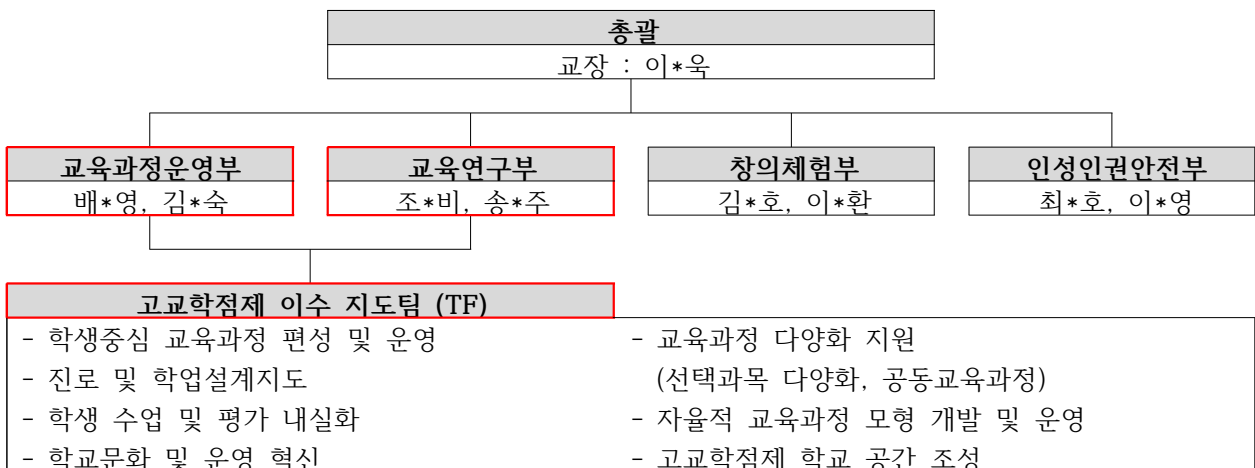 총괄
교장 : 이*욱
교육과정운영부
배*영, 김*숙
교육연구부
조*비, 송*주
창의체험부
김*호, 이*환
인성인권안전부
최*호, 이*영
고교학점제 이수 지도팀 (TF)
- 학생중심 교육과정 편성 및 운영
- 진로 및 학업설계지도
- 학생 수업 및 평가 내실화
- 학교문화 및 운영 혁신
- 교육과정 다양화 지원
(선택과목 다양화, 공동교육과정)
- 자율적 교육과정 모형 개발 및 운영
- 고교학점제 학교 공간 조성